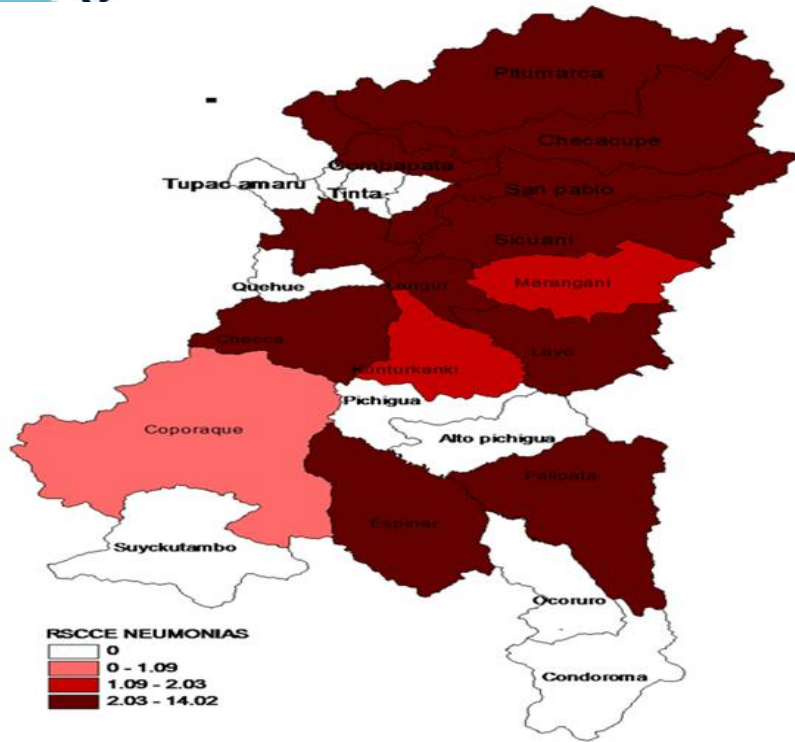 Pitumarca
Checacupe
Combapata
Tupac amaru
Tinta
San pablo
Sicuani
Quehue
Langui
Marangani
Checca
Layo
Kunturkanki
Pichigua
Coporaque
Alto pichigua
Pallpata
Espinar
Suyckutambo
Ocoruro
Condoroma
RSCCE NEUMONIAS
0
0 - 1.09
1.09 - 2.03
2.03 - 14.02